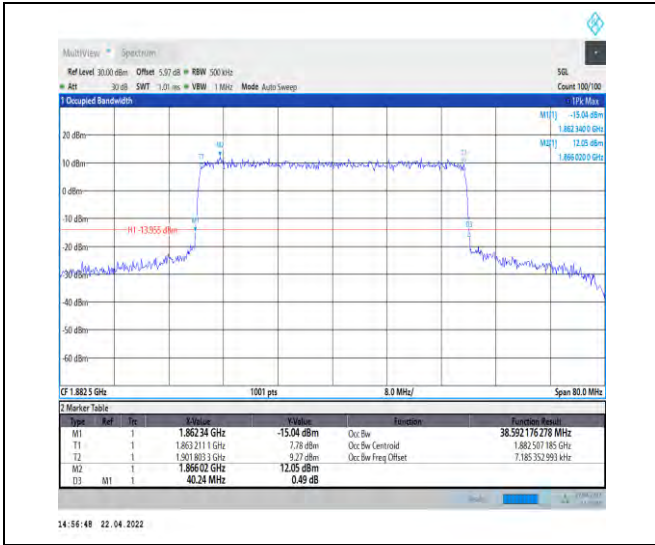 MultiView Spectrum
Ref Level 30.00 dBm Offset 5.97 dB RBW 500 kHz SGL
Att 30 dB SWT 1.01 ms VBW 1 MHz Mode Auto Sweep Count 100/100
1 Occupied Bandwidth 1Pk Max
M1[1] -15.04 dBm
1.862 340 0 GHz
M2[1] 12.05 dBm
1.866 020 0 GHz
20 dBm
10 dBm
0 dBm
-10 dBm
H1 -13.955 dBm
-20 dBm
-30 dBm
-40 dBm
-50 dBm
-60 dBm
CF 1.882 5 GHz 1001 pts 8.0 MHz/ Span 80.0 MHz
2 Marker Table
Type Ref Trc X-Value Y-Value Function Function Result
M1 1 1.862 34 GHz -15.04 dBm Occ Bw 38.592 176 278 MHz
T1 1 1.863 211 1 GHz 7.78 dBm Occ Bw Centroid 1.882 507 185 GHz
T2 1 1.901 803 3 GHz 9.27 dBm Occ Bw Freq Offset 7.185 352 993 kHz
M2 1 1.866 02 GHz 12.05 dBm
D3 M1 1 40.24 MHz 0.49 dB
14:56:48 22.04.2022